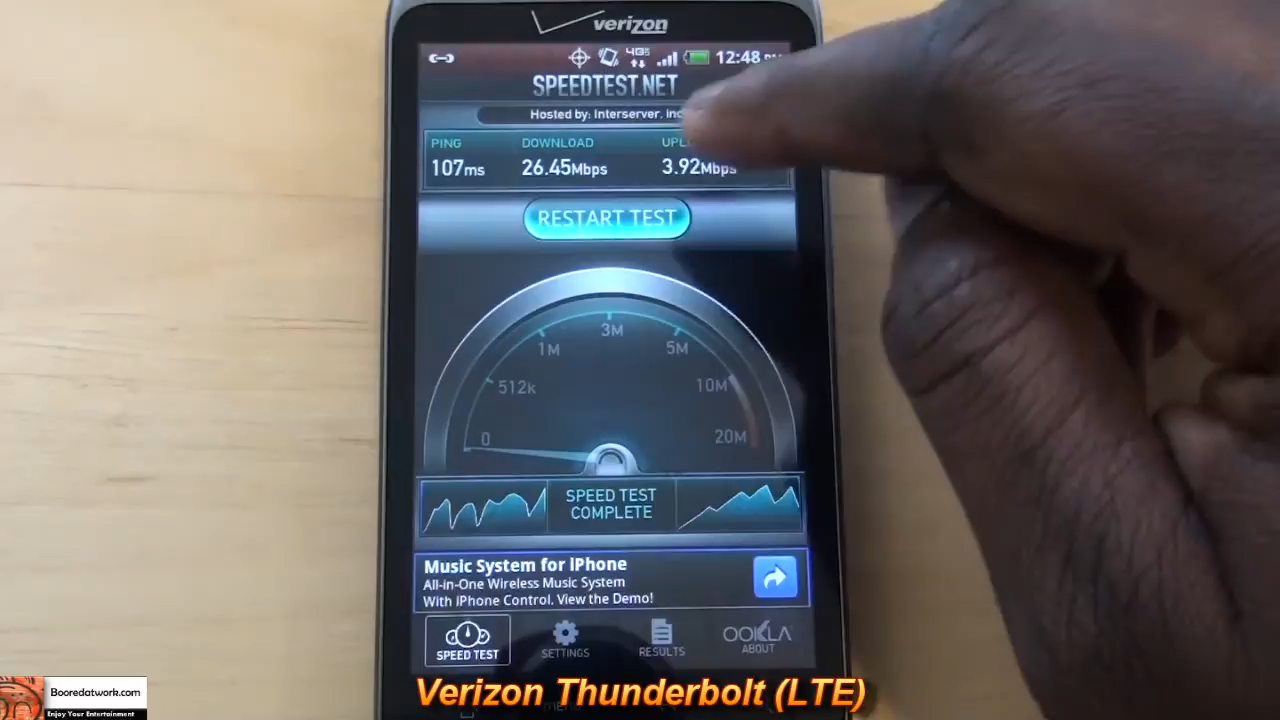 verizon
12:48
SPEEDTEST.NET
Hosted by: Interserver, inc
PING DOWNLOAD
107ms 26.45Mbps 3.92Mbps
RESTART TEST
3M
1M 5M
512k 10M
0 20M
SPEED TEST
COMPLETE
Music System for iPhone
All-in-One Wireless Music System
With iPhone Control. View the Demo!
SPEED TEST SETTINGS RESULTS OOKLA ABOUT
Verizon Thunderbolt (LTE)
Booredatwork.com
Enjoy Your Entertainment